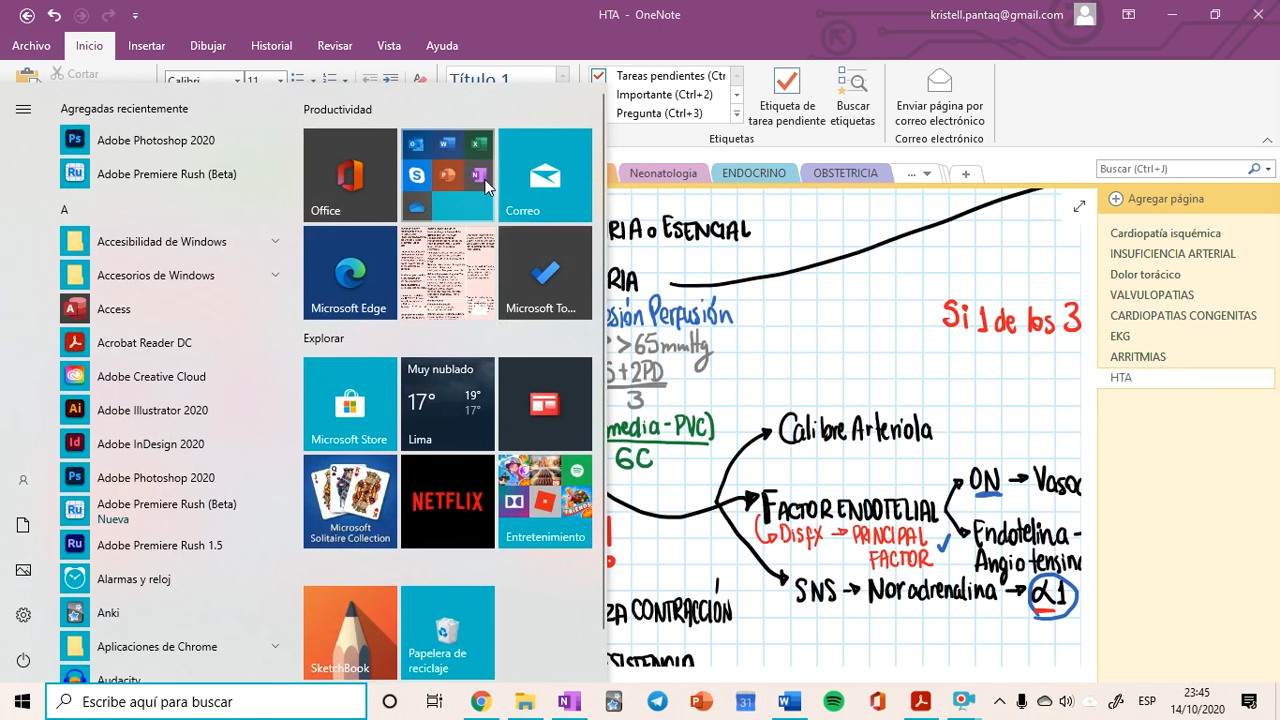 HTA - OneNote
kristell.pantaq@gmail.com
Archivo
Inicio
Insertar
Dibujar
Historial
Revisar
Vista
Ayuda
Cortar
Calibri
11
Título 1
Tareas pendientes (Ctr
Importante (Ctrl+2)
Pregunta (Ctrl+3)
Etiqueta de
tarea pendiente
Buscar
etiquetas
Enviar página por
correo electrónico
Etiquetas
Correo electrónico
Neonatologia
ENDOCRINO
OBSTETRICIA
...
Buscar (Ctrl+E)
Agregar página
Cardiopatía isquémica
INSUFICIENCIA ARTERIAL
Dolor torácico
VALVULOPATIAS
CARDIOPATIAS CONGENITAS
EKG
ARRITMIAS
HTA
Agregadas recientemente
Adobe Photoshop 2020
Adobe Premiere Rush (Beta)
A
Accesibilidad de Windows
Accesorios de Windows
Access
Acrobat Reader DC
Adobe Creative Cloud
Adobe Illustrator 2020
Adobe InDesign 2020
Adobe Photoshop 2020
Adobe Premiere Rush (Beta)
Nueva
Adobe Premiere Rush 1.5
Alarmas y reloj
Anki
Aplicaciones de Chrome
Audacity
Productividad
Office
Correo
Microsoft Edge
Microsoft To...
Explorar
Microsoft Store
Muy nublado
17° 19°
17°
Lima
Microsoft
Solitaire Collection
NETFLIX
Entretenimiento
SketchBook
Papelera de
reciclaje
RIA o ESENCIAL
RIA
esión Perfusión
>65mmHg
S+2PD
3
media-PVC)
GC
Si 1 de los 3
Calibre Arteriola
FACTOR ENDOTELIAL
Disfx → PRINCIPAL
FACTOR
ON → Vasod
Endotelina-
Angiotensina
SNS → Noradrenalina → α1
ZA CONTRACCIÓN
ESISTENCIA
Escribe aquí para buscar
ESP
23:45
14/10/2020